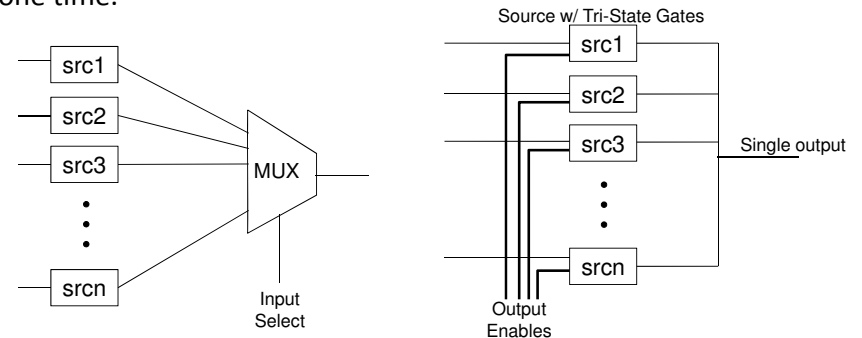 one time.
Source w/ Tri-State Gates
src1
src2
src3
srcn
MUX
Input
Select
src1
src2
src3
srcn
Single output
Output
Enables